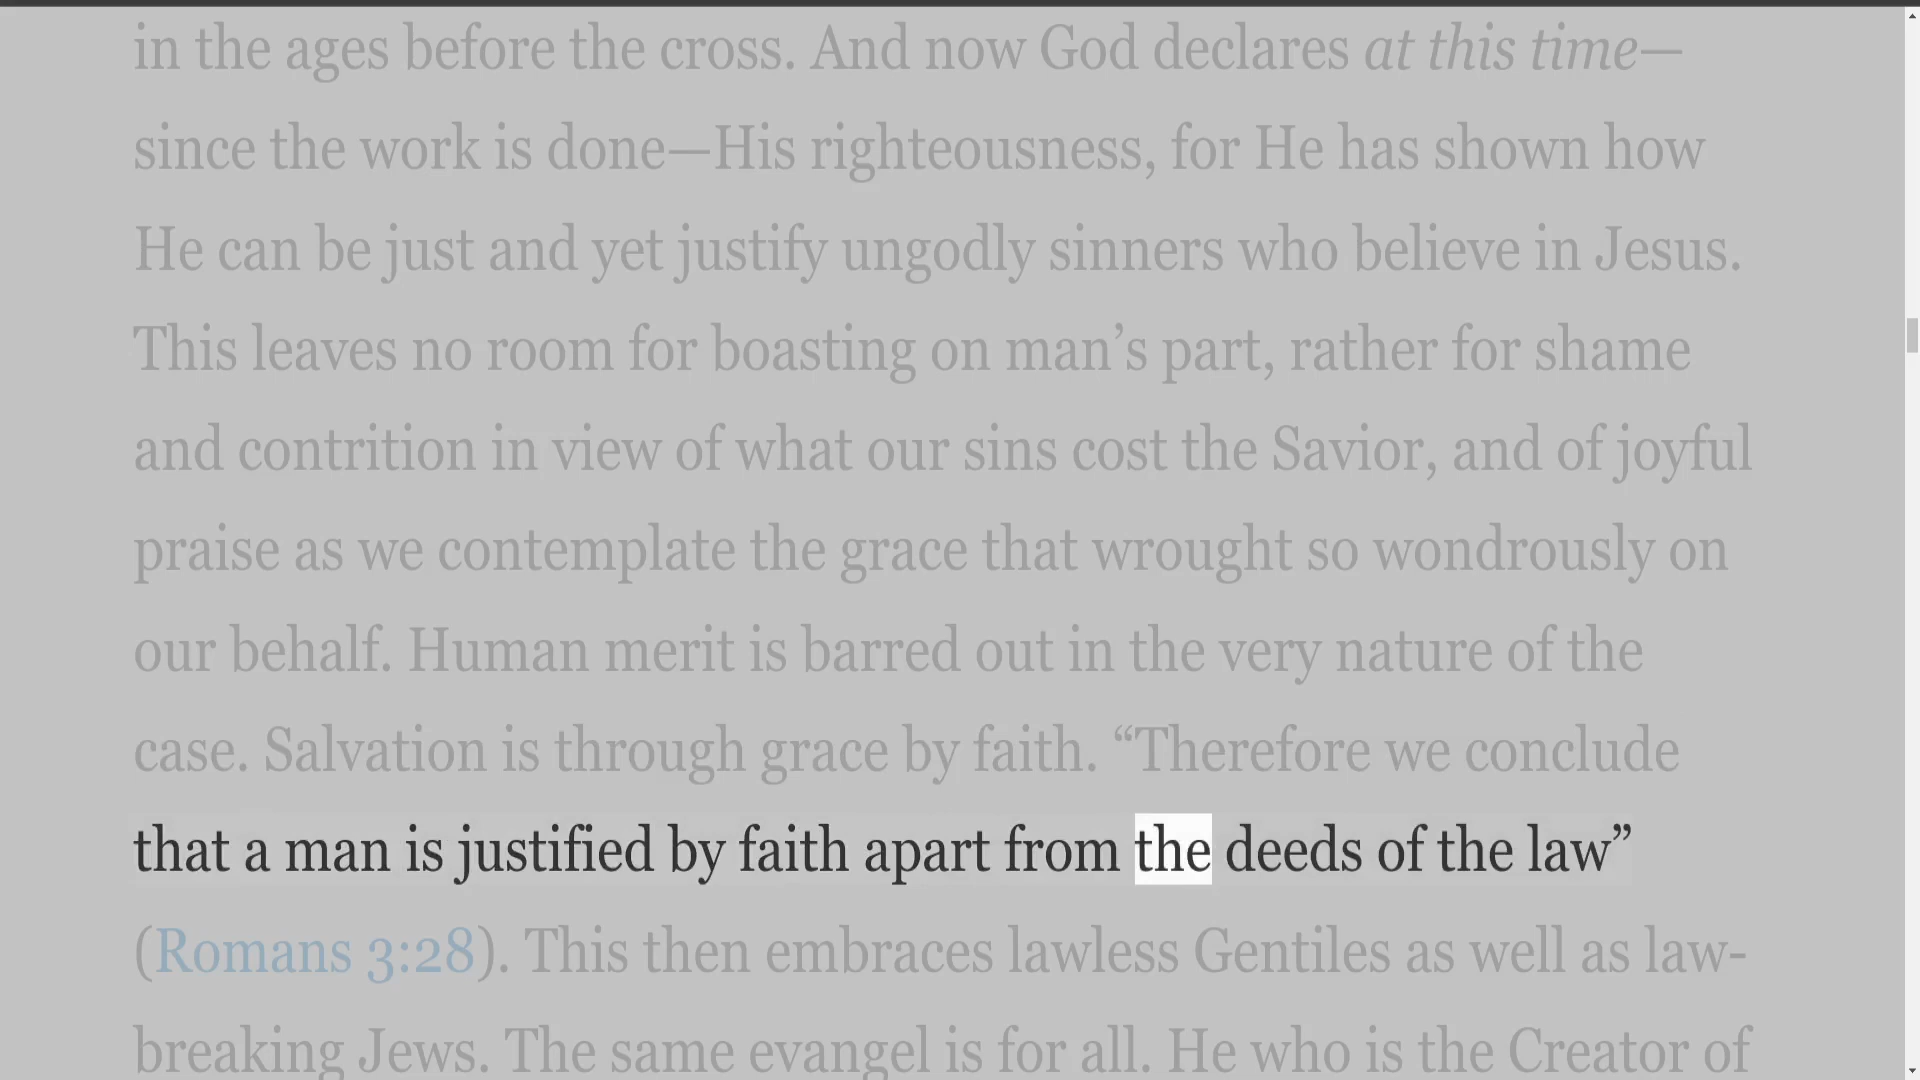 in the ages before the cross. And now God declares at this time—
since the work is done—His righteousness, for He has shown how
He can be just and yet justify ungodly sinners who believe in Jesus.
This leaves no room for boasting on man’s part, rather for shame
and contrition in view of what our sins cost the Savior, and of joyful
praise as we contemplate the grace that wrought so wondrously on
our behalf. Human merit is barred out in the very nature of the
case. Salvation is through grace by faith. “Therefore we conclude
that a man is justified by faith apart from the deeds of the law”
(Romans 3:28). This then embraces lawless Gentiles as well as law-
breaking Jews. The same evangel is for all. He who is the Creator of